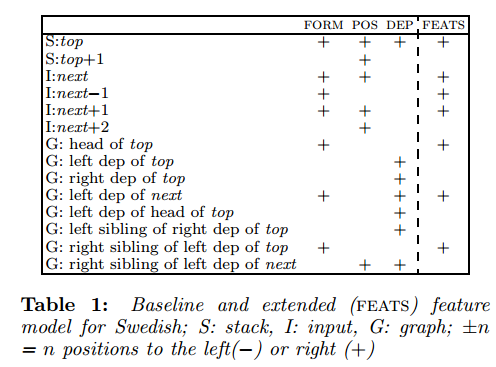 FORM POS DEP FEATS
S:top + + + +
S:top+1 +
I:next + + +
I:next−1 + +
I:next+1 + + +
I:next+2 +
G: head of top + +
G: left dep of top +
G: right dep of top +
G: left dep of next + + +
G: left dep of head of top +
G: left sibling of right dep of top +
G: right sibling of left dep of top + +
G: right sibling of left dep of next + +
Table 1: Baseline and extended (FEATS) feature
model for Swedish; S: stack, I: input, G: graph; ±n
= n positions to the left(−) or right (+)